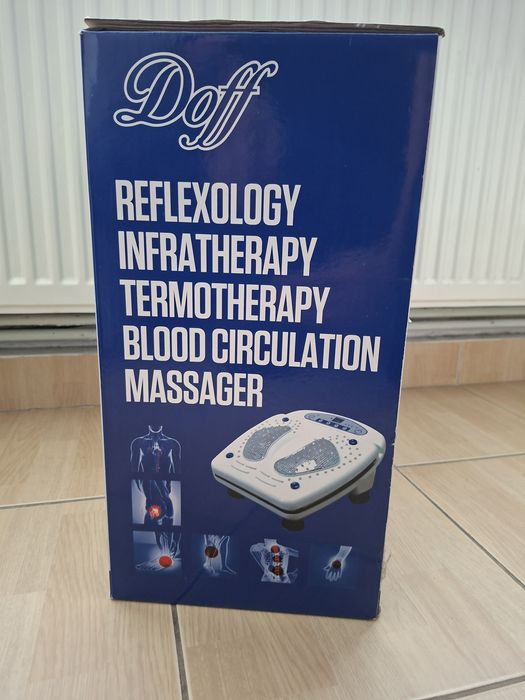 Doff
REFLEXOLOGY
INFRATHERAPY
TERMOTHERAPY
BLOOD CIRCULATION
MASSAGER